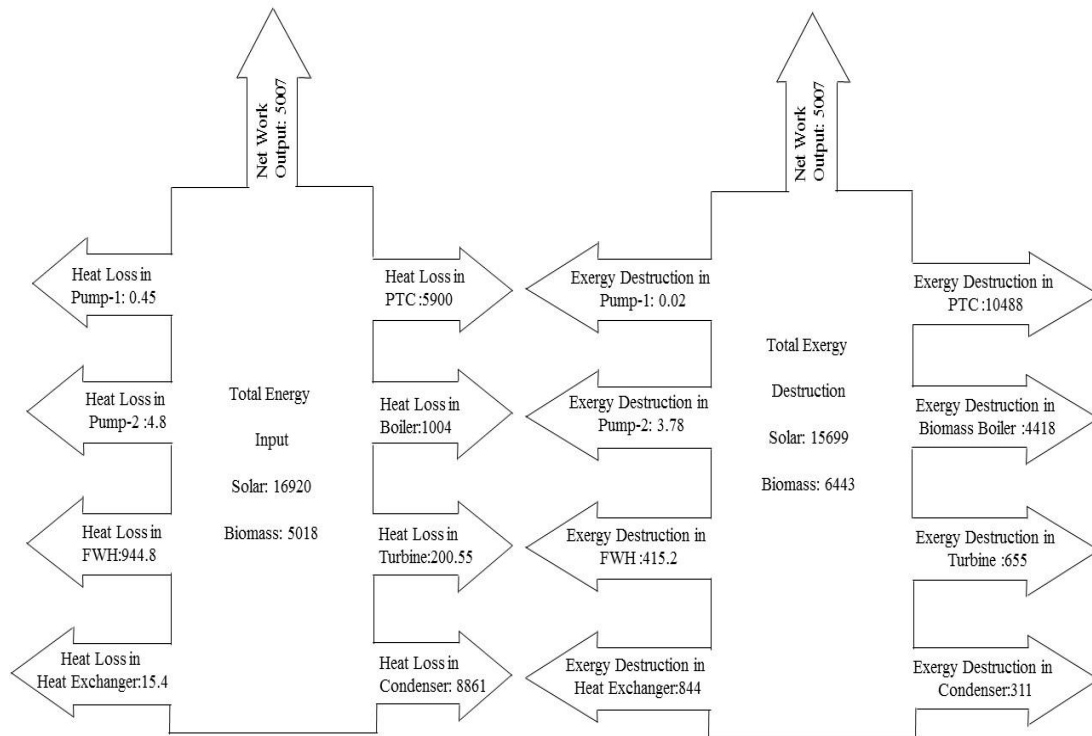 Net Work
Output: 5007
Heat Loss in
Pump-1: 0.45
Heat Loss in
PTC :5900
Heat Loss in
Pump-2 :4.8
Heat Loss in
Boiler:1004
Total Energy
Input
Solar: 16920
Biomass: 5018
Heat Loss in
FWH:944.8
Heat Loss in
Turbine:200.55
Heat Loss in
Heat Exchanger:15.4
Heat Loss in
Condenser: 8861
Net Work
Output: 5007
Exergy Destruction in
Pump-1: 0.02
Exergy Destruction in
PTC :10488
Total Exergy
Destruction
Solar: 15699
Biomass: 6443
Exergy Destruction in
Pump-2: 3.78
Exergy Destruction in
Biomass Boiler :4418
Exergy Destruction in
FWH :415.2
Exergy Destruction in
Turbine :655
Exergy Destruction in
Heat Exchanger:844
Exergy Destruction in
Condenser:311